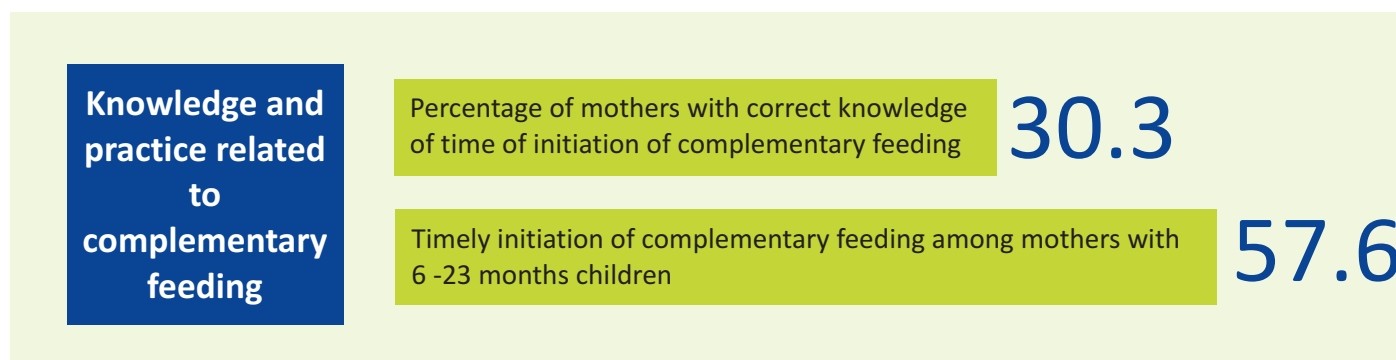 Knowledge and
practice related
to
complementary
feeding
Percentage of mothers with correct knowledge
of time of initiation of complementary feeding
30.3
Timely initiation of complementary feeding among mothers with
6 -23 months children
57.6